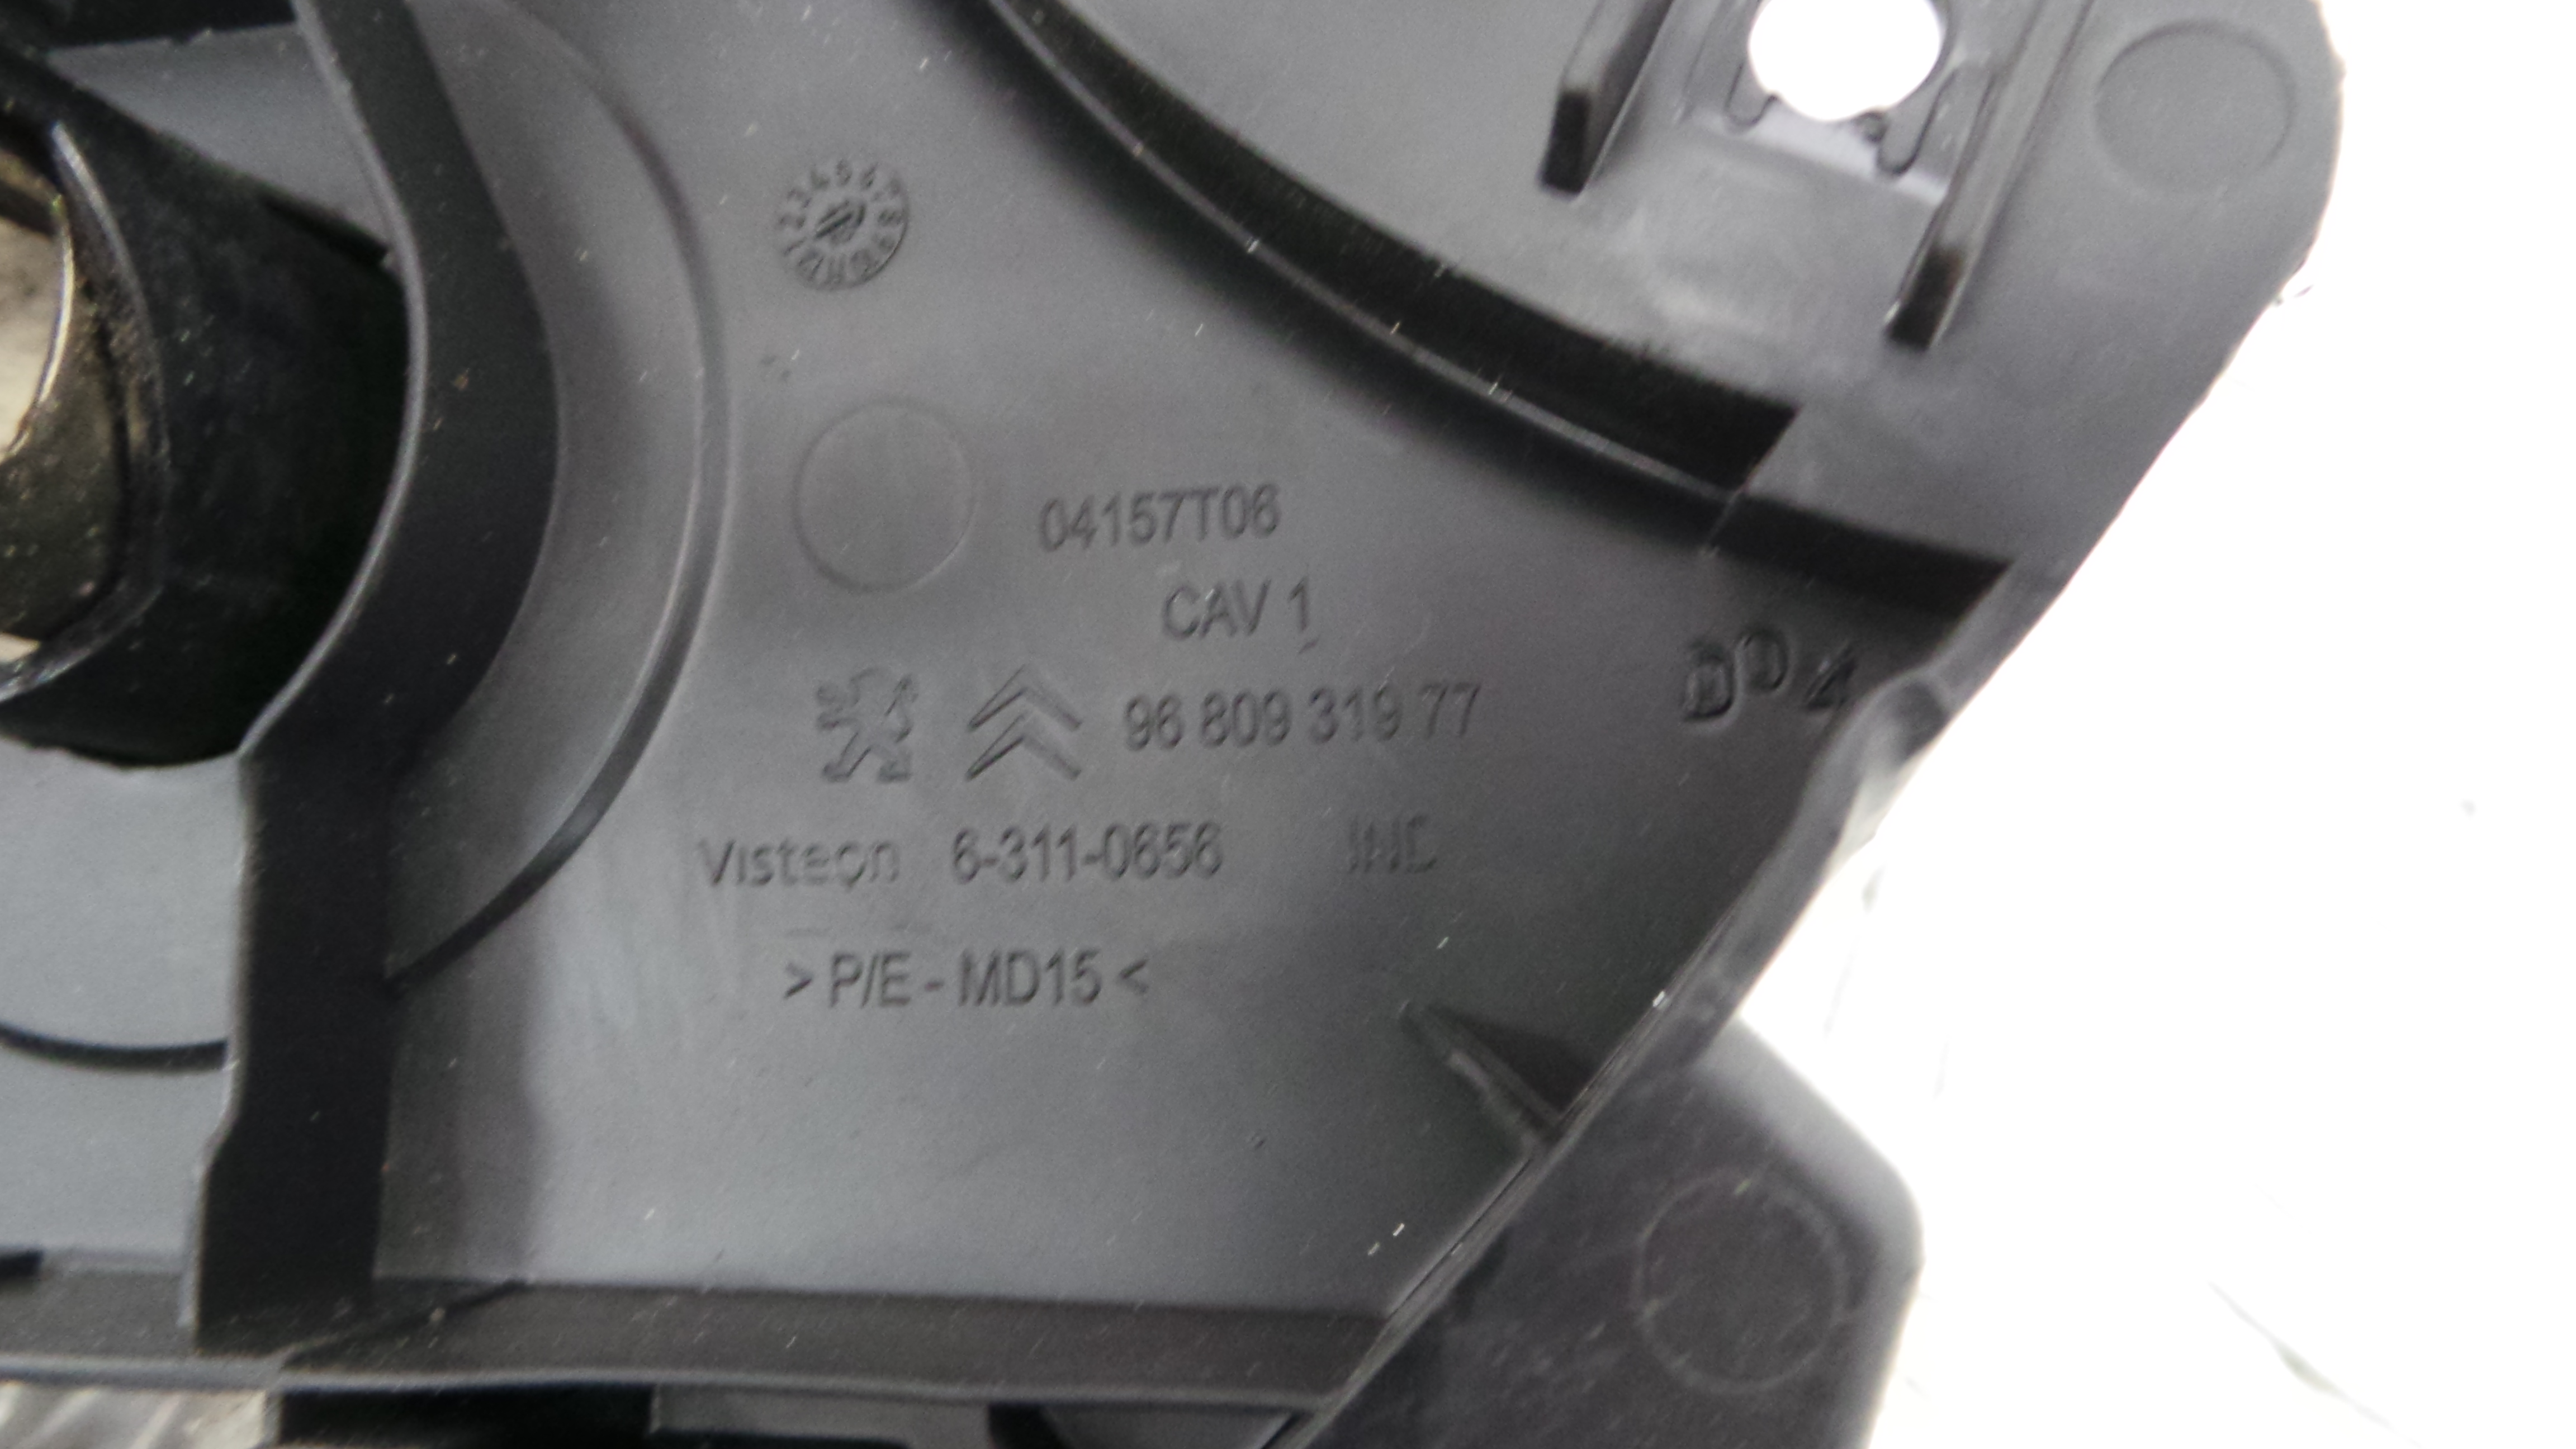 04157T06
CAV 1
96 809 319 77
Visteon 6-311-0656
>P/E - MD15<